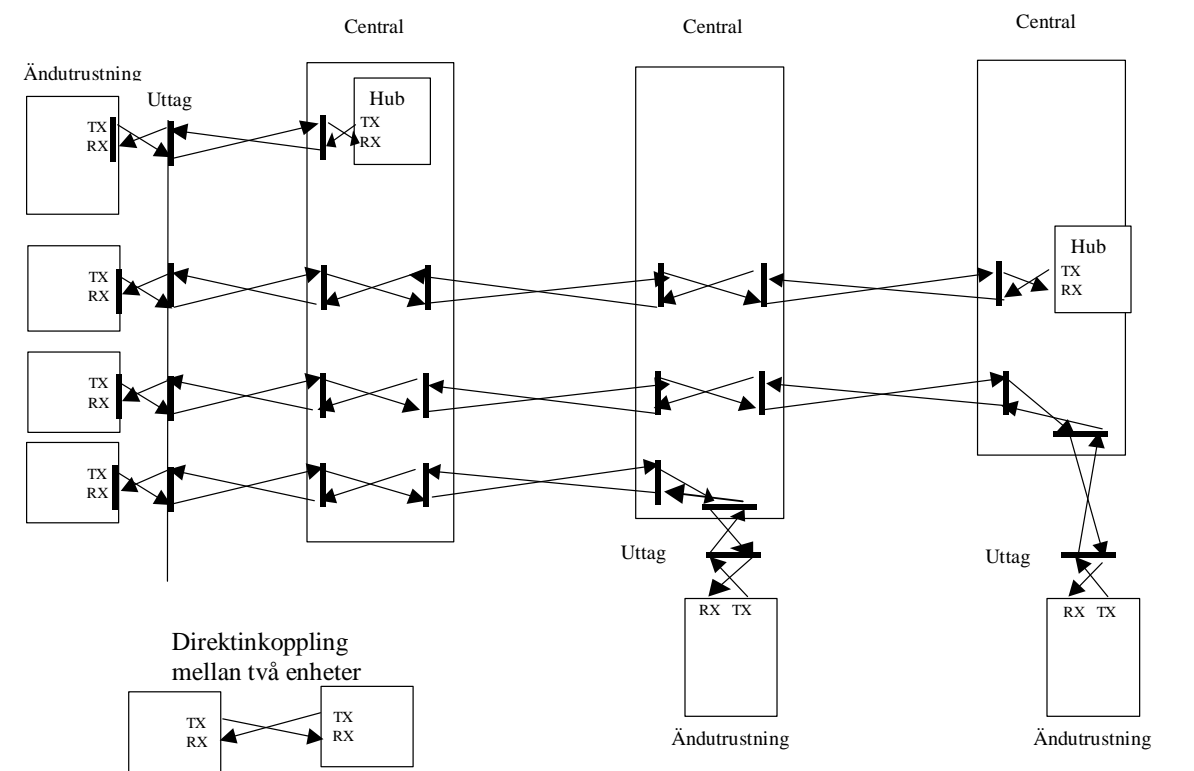 Central
Central
Central
Ändutrustning
Uttag
Hub
TX
RX
TX
RX
TX
RX
Hub
TX
RX
TX
RX
TX
RX
Uttag
Uttag
RX TX
RX TX
Direktinkoppling
mellan två enheter
TX
RX
TX
RX
Ändutrustning
Ändutrustning